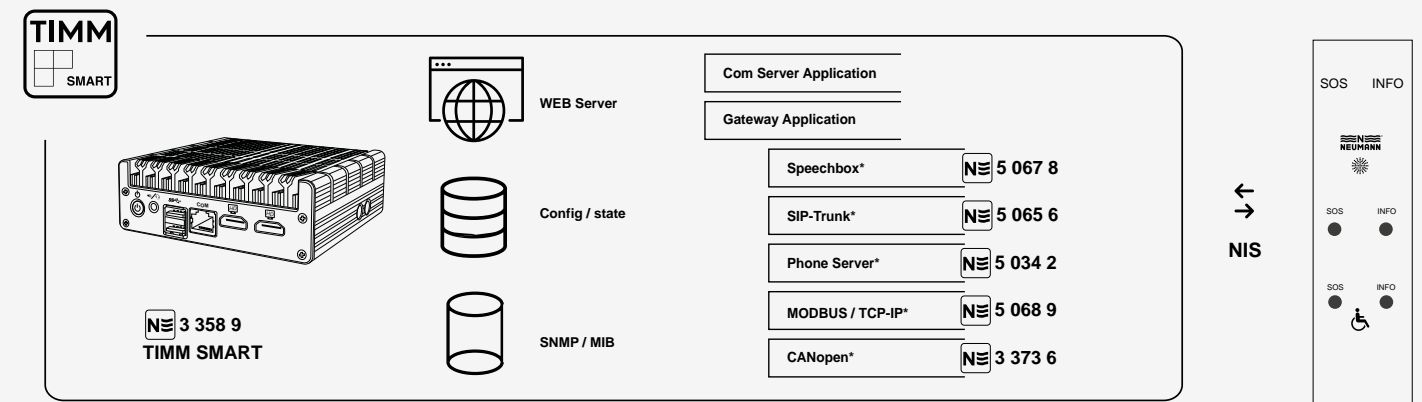 TIMM
SMART
WEB Server
Config / state
SNMP / MIB
COM
N 3 358 9
TIMM SMART
Com Server Application
Gateway Application
Speechbox* N 5 067 8
SIP-Trunk* N 5 065 6
Phone Server* N 5 034 2
MODBUS / TCP-IP* N 5 068 9
CANopen* N 3 373 6
NIS
SOS INFO
N
NEUMANN
SOS INFO
SOS INFO